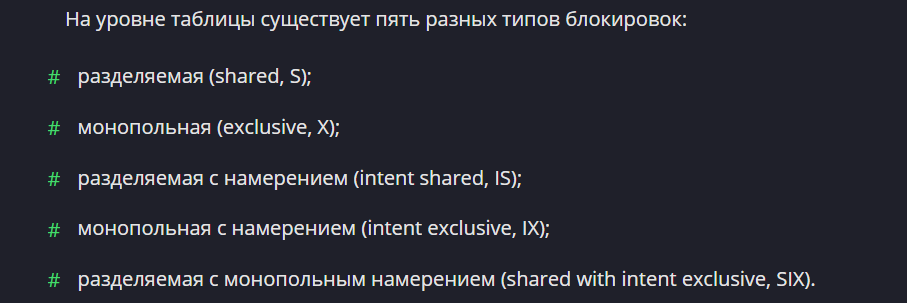 На уровне таблицы существует пять разных типов блокировок:
# разделяемая (shared, S);
# монопольная (exclusive, X);
# разделяемая с намерением (intent shared, IS);
# монопольная с намерением (intent exclusive, IX);
# разделяемая с монопольным намерением (shared with intent exclusive, SIX).